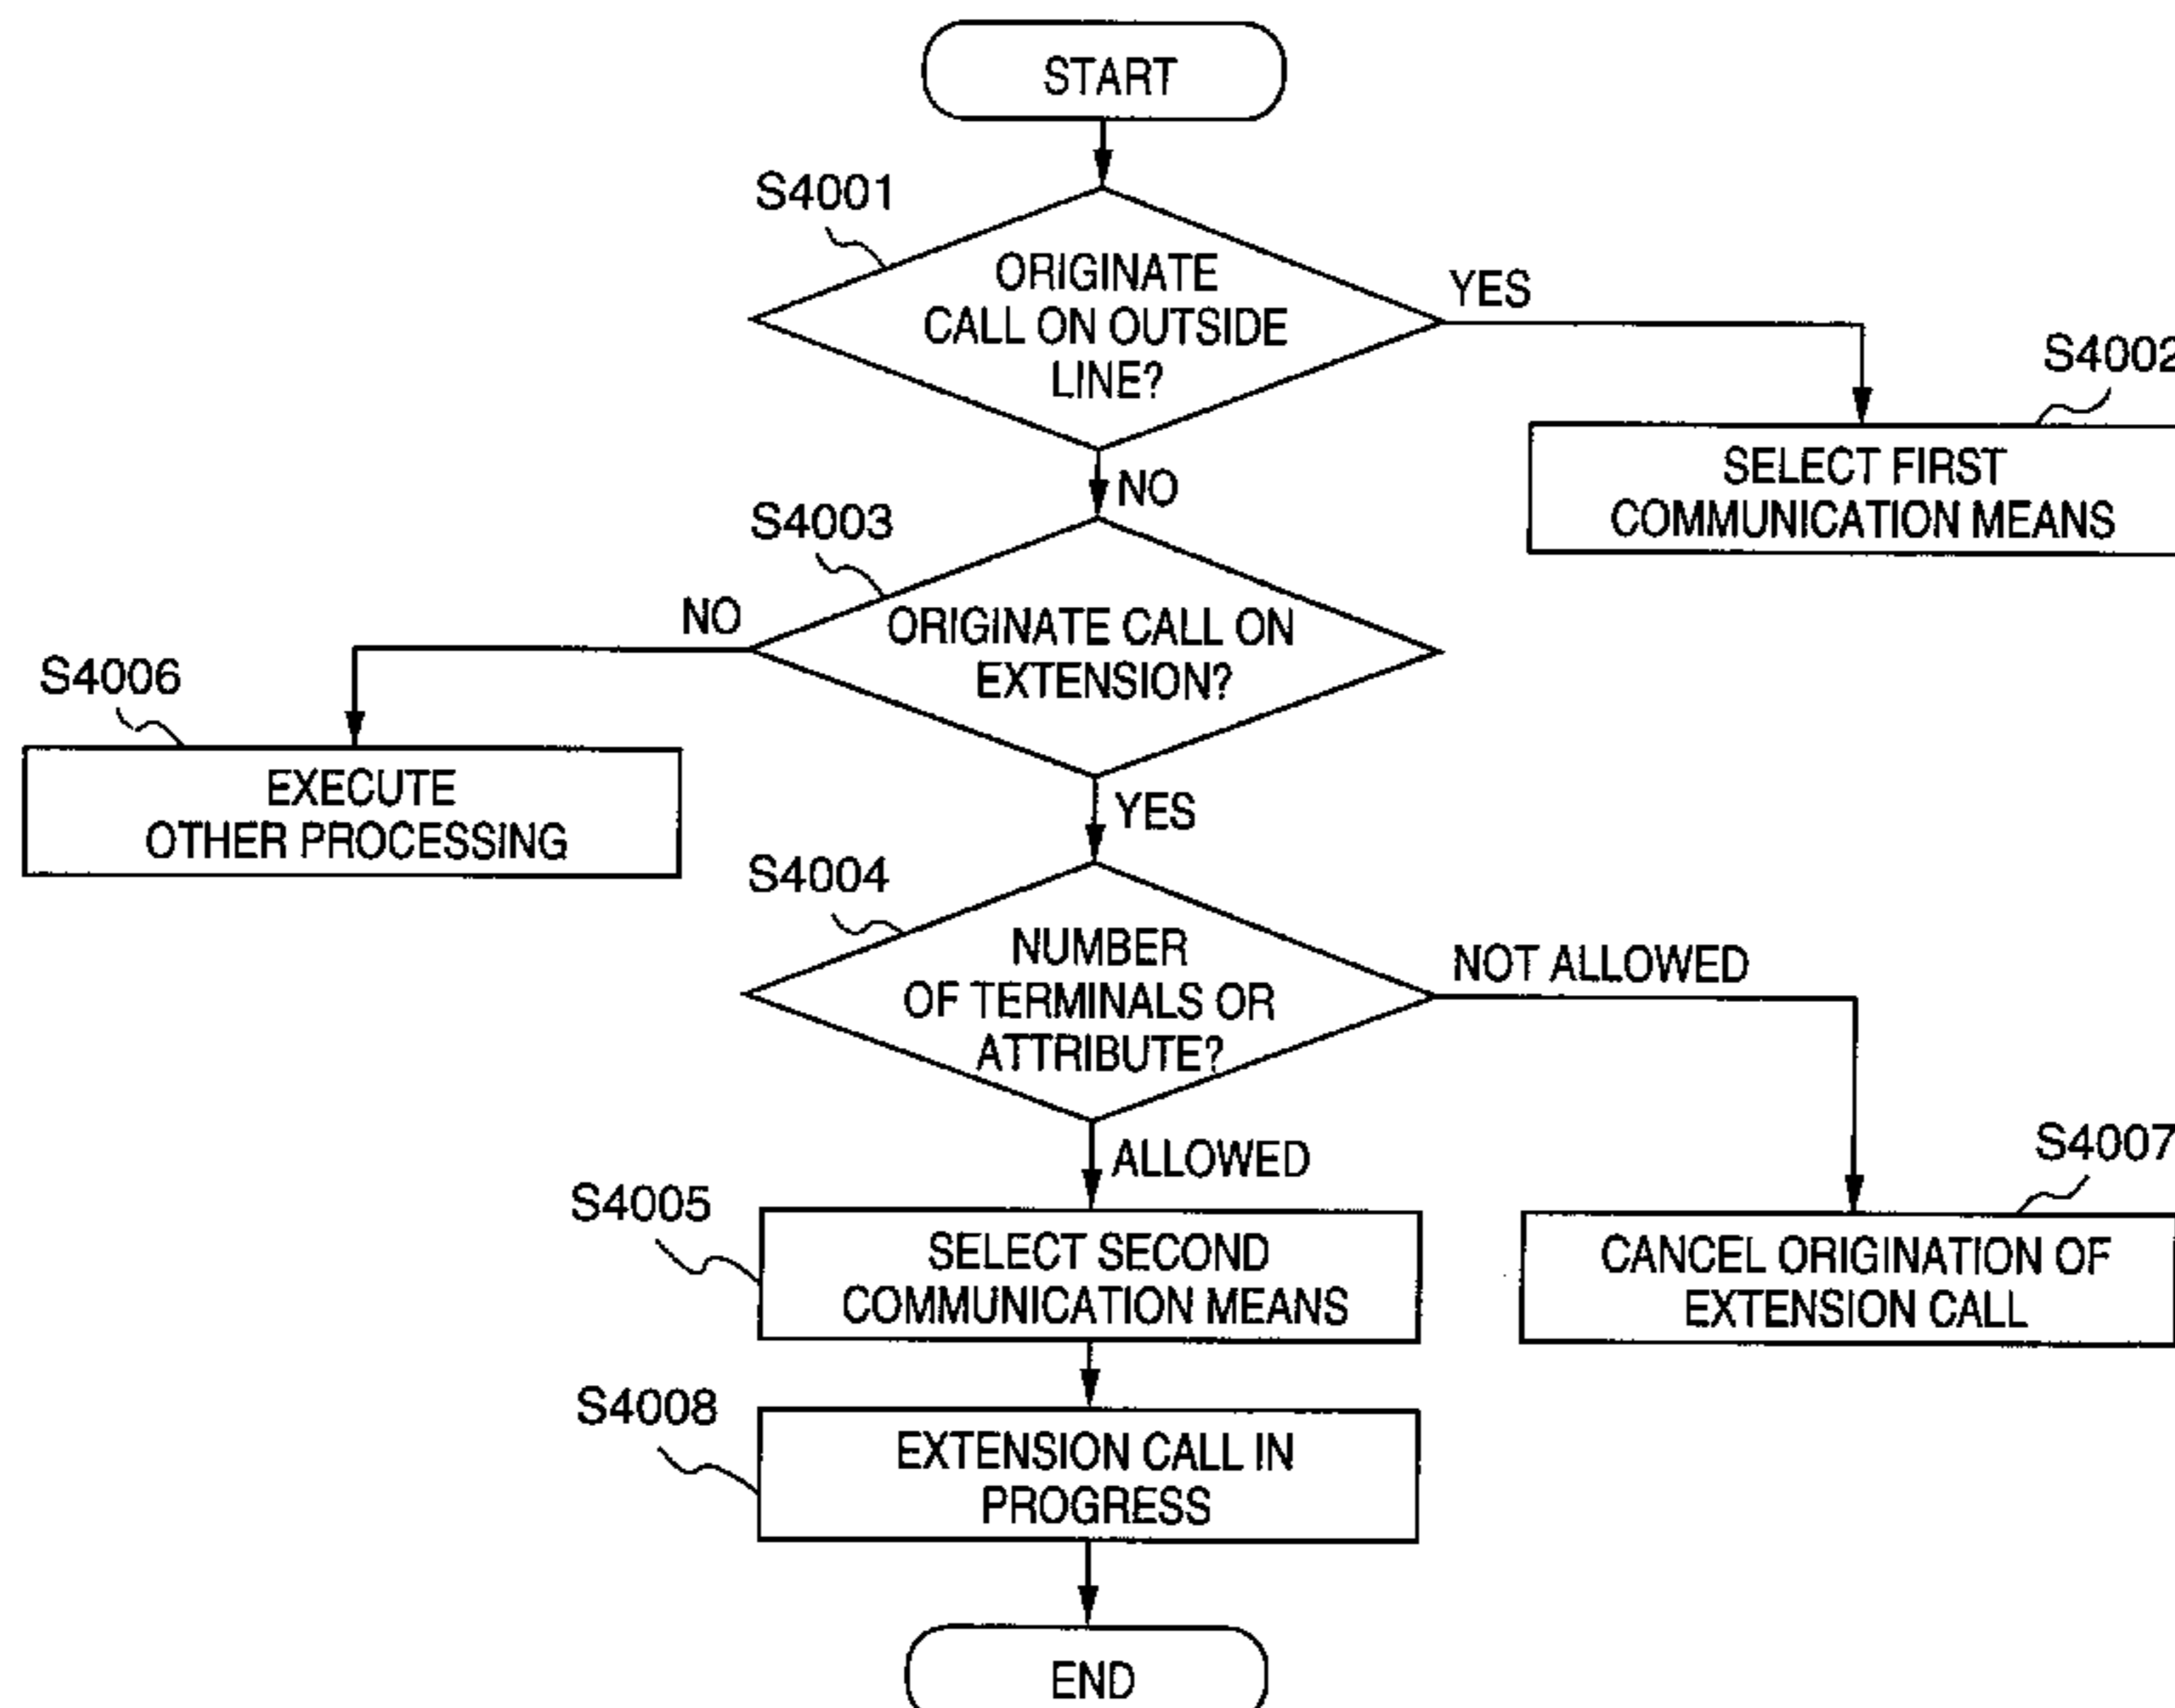 START
S4001
ORIGINATE
CALL ON OUTSIDE
LINE?
YES
S4002
SELECT FIRST
COMMUNICATION MEANS
NO
S4003
ORIGINATE CALL ON
EXTENSION?
NO
S4006
EXECUTE
OTHER PROCESSING
YES
S4004
NUMBER
OF TERMINALS OR
ATTRIBUTE?
NOT ALLOWED
ALLOWED
S4007
CANCEL ORIGINATION OF
EXTENSION CALL
S4005
SELECT SECOND
COMMUNICATION MEANS
S4008
EXTENSION CALL IN
PROGRESS
END